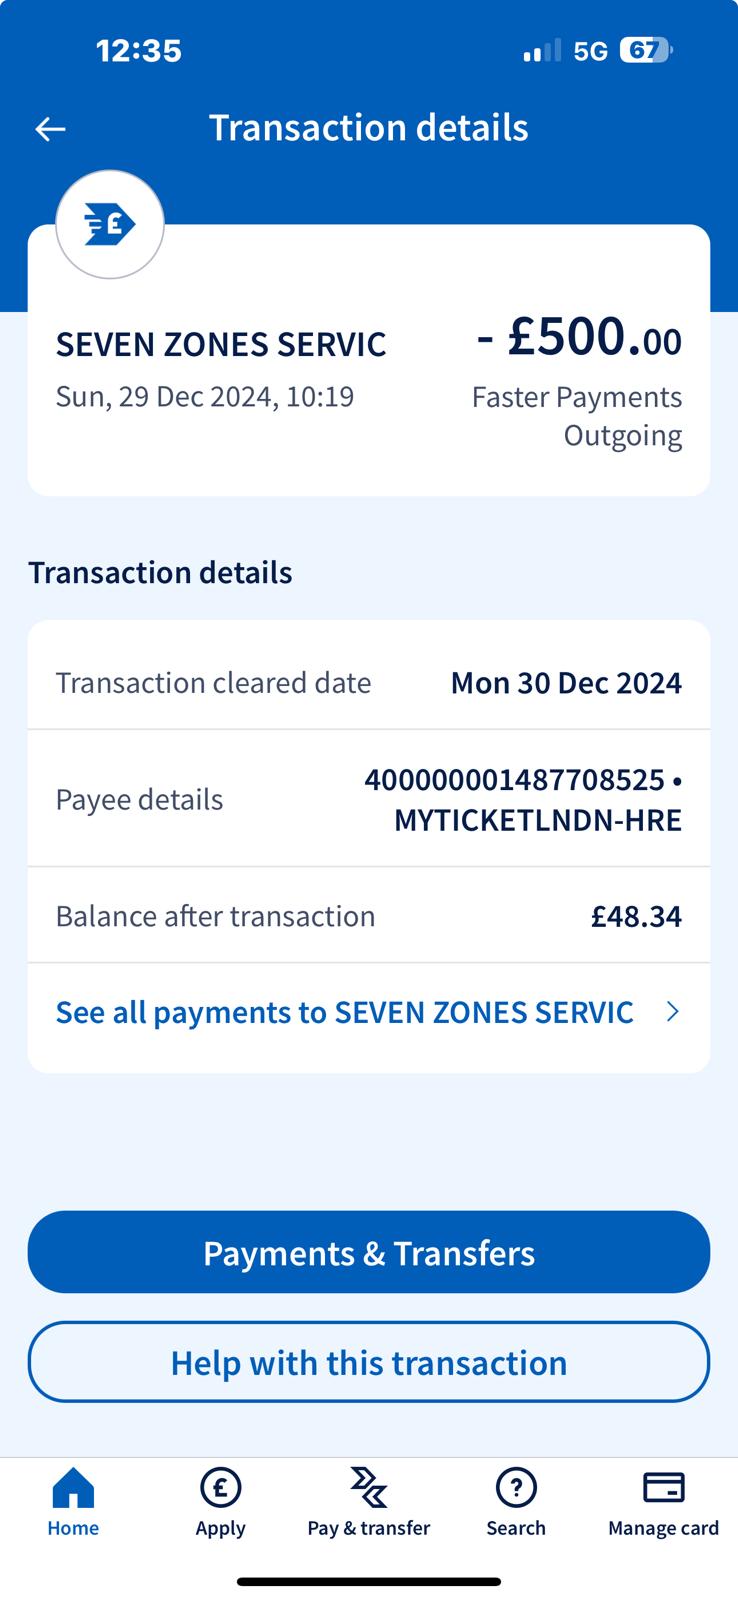 12:35
5G 67
Transaction details
£
SEVEN ZONES SERVIC
- £500.00
Sun, 29 Dec 2024, 10:19
Faster Payments
Outgoing
Transaction details
Transaction cleared date
Mon 30 Dec 2024
Payee details
400000001487708525 •
MYTICKETLNDN-HRE
Balance after transaction
£48.34
See all payments to SEVEN ZONES SERVIC
Payments & Transfers
Help with this transaction
£
?
Home
Apply
Pay & transfer
Search
Manage card